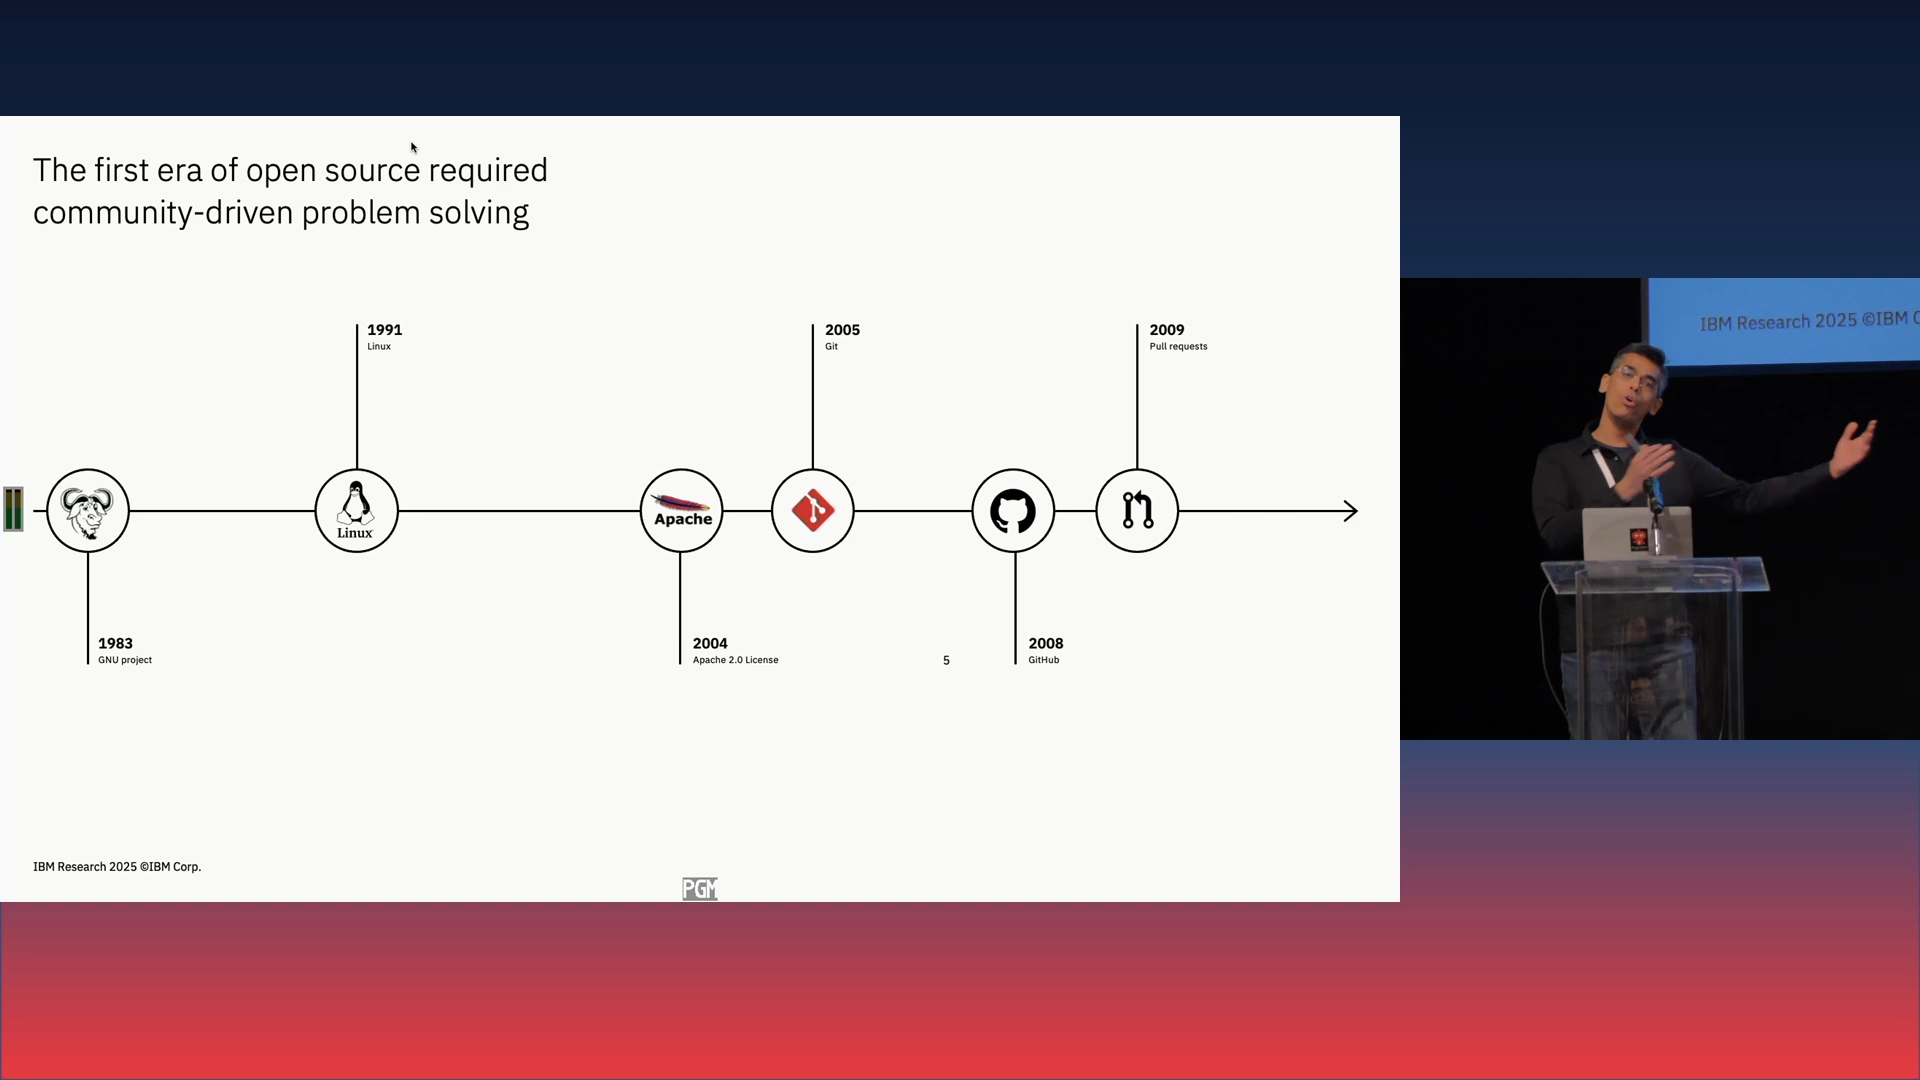 The first era of open source required
community-driven problem solving
1991
Linux
2005
Git
2009
Pull requests
Linux
Apache
1983
GNU project
2004
Apache 2.0 License
5
2008
GitHub
IBM Research 2025 ©IBM Corp.
PGM
IBM Research 2025 ©IBM C